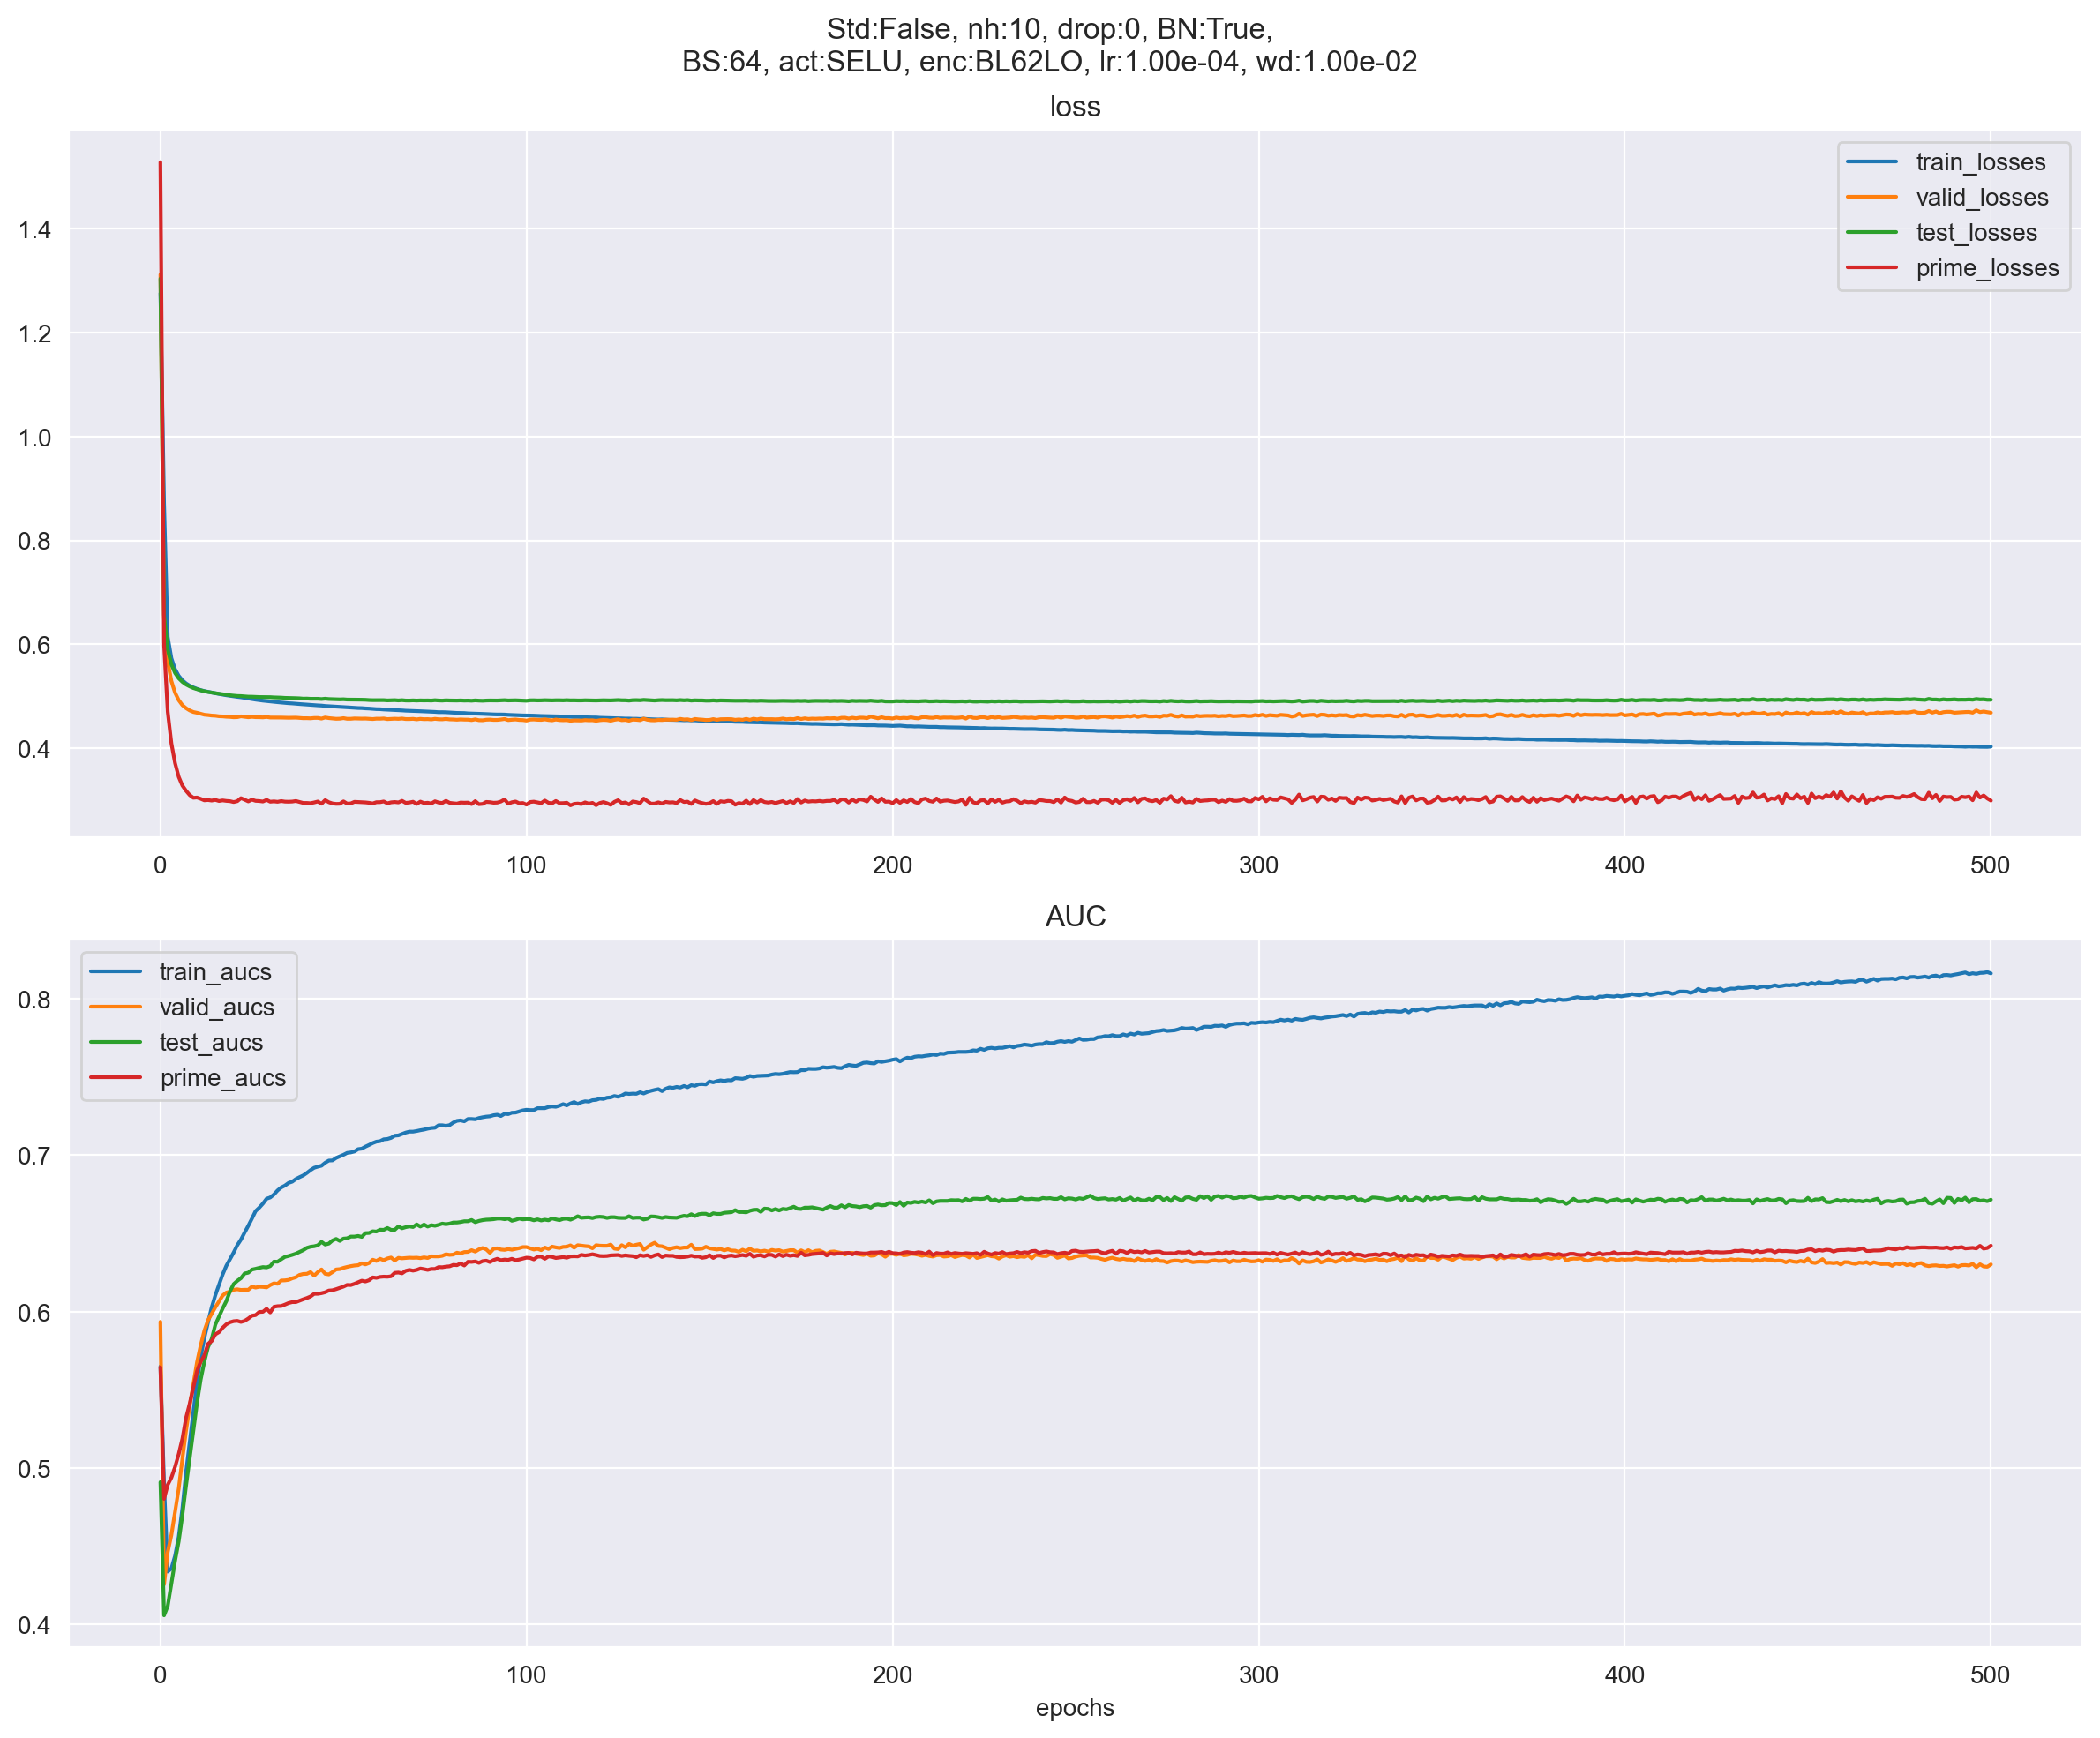 Std:False, nh:10, drop:0, BN:True,
BS:64, act:SELU, enc:BL62LO, lr:1.00e-04, wd:1.00e-02
loss
train_losses
valid_losses
test_losses
prime_losses
1.4
1.2
1.0
0.8
0.6
0.4
0 100 200 300 400 500
AUC
train_aucs
valid_aucs
test_aucs
prime_aucs
0.8
0.7
0.6
0.5
0.4
0 100 200 300 400 500
epochs